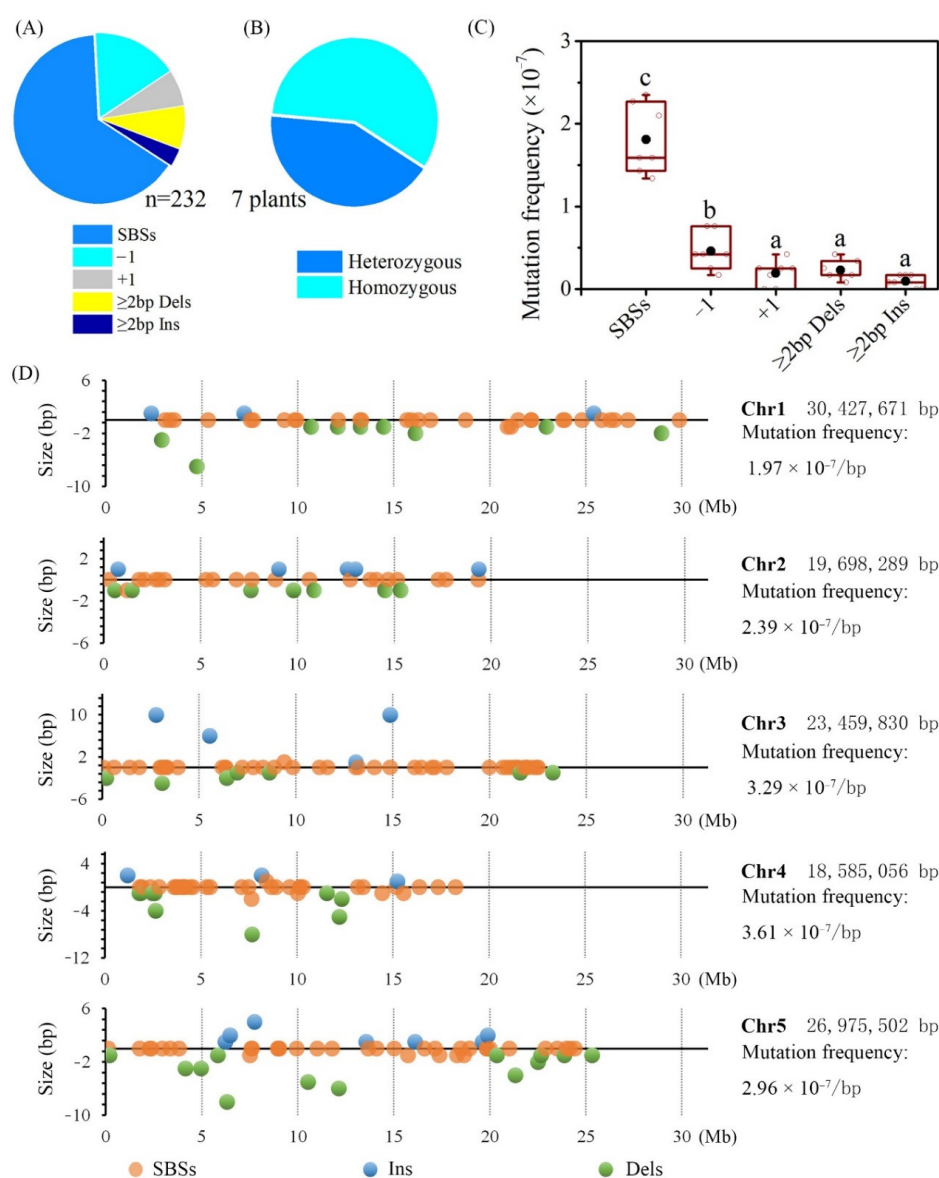 (A)
(B)
(C)
n=232
7 plants
SBSs
−1
+1
≥2bp Dels
≥2bp Ins
Heterozygous
Homozygous
Mutation frequency (×10⁻⁷)
3
2
1
0
c
b
a
a
a
SBSs
−1
+1
≥2bp Dels
≥2bp Ins
(D)
Size (bp)
6
-2
-10
0 5 10 15 20 25 30 (Mb)
Chr1 30, 427, 671 bp
Mutation frequency:
1.97 × 10⁻⁷/bp
Size (bp)
2
-2
-6
0 5 10 15 20 25 30 (Mb)
Chr2 19, 698, 289 bp
Mutation frequency:
2.39 × 10⁻⁷/bp
Size (bp)
10
2
-6
0 5 10 15 20 25 30 (Mb)
Chr3 23, 459, 830 bp
Mutation frequency:
3.29 × 10⁻⁷/bp
Size (bp)
4
-4
-12
0 5 10 15 20 25 30 (Mb)
Chr4 18, 585, 056 bp
Mutation frequency:
3.61 × 10⁻⁷/bp
Size (bp)
6
-2
-10
0 5 10 15 20 25 30 (Mb)
Chr5 26, 975, 502 bp
Mutation frequency:
2.96 × 10⁻⁷/bp
SBSs
Ins
Dels